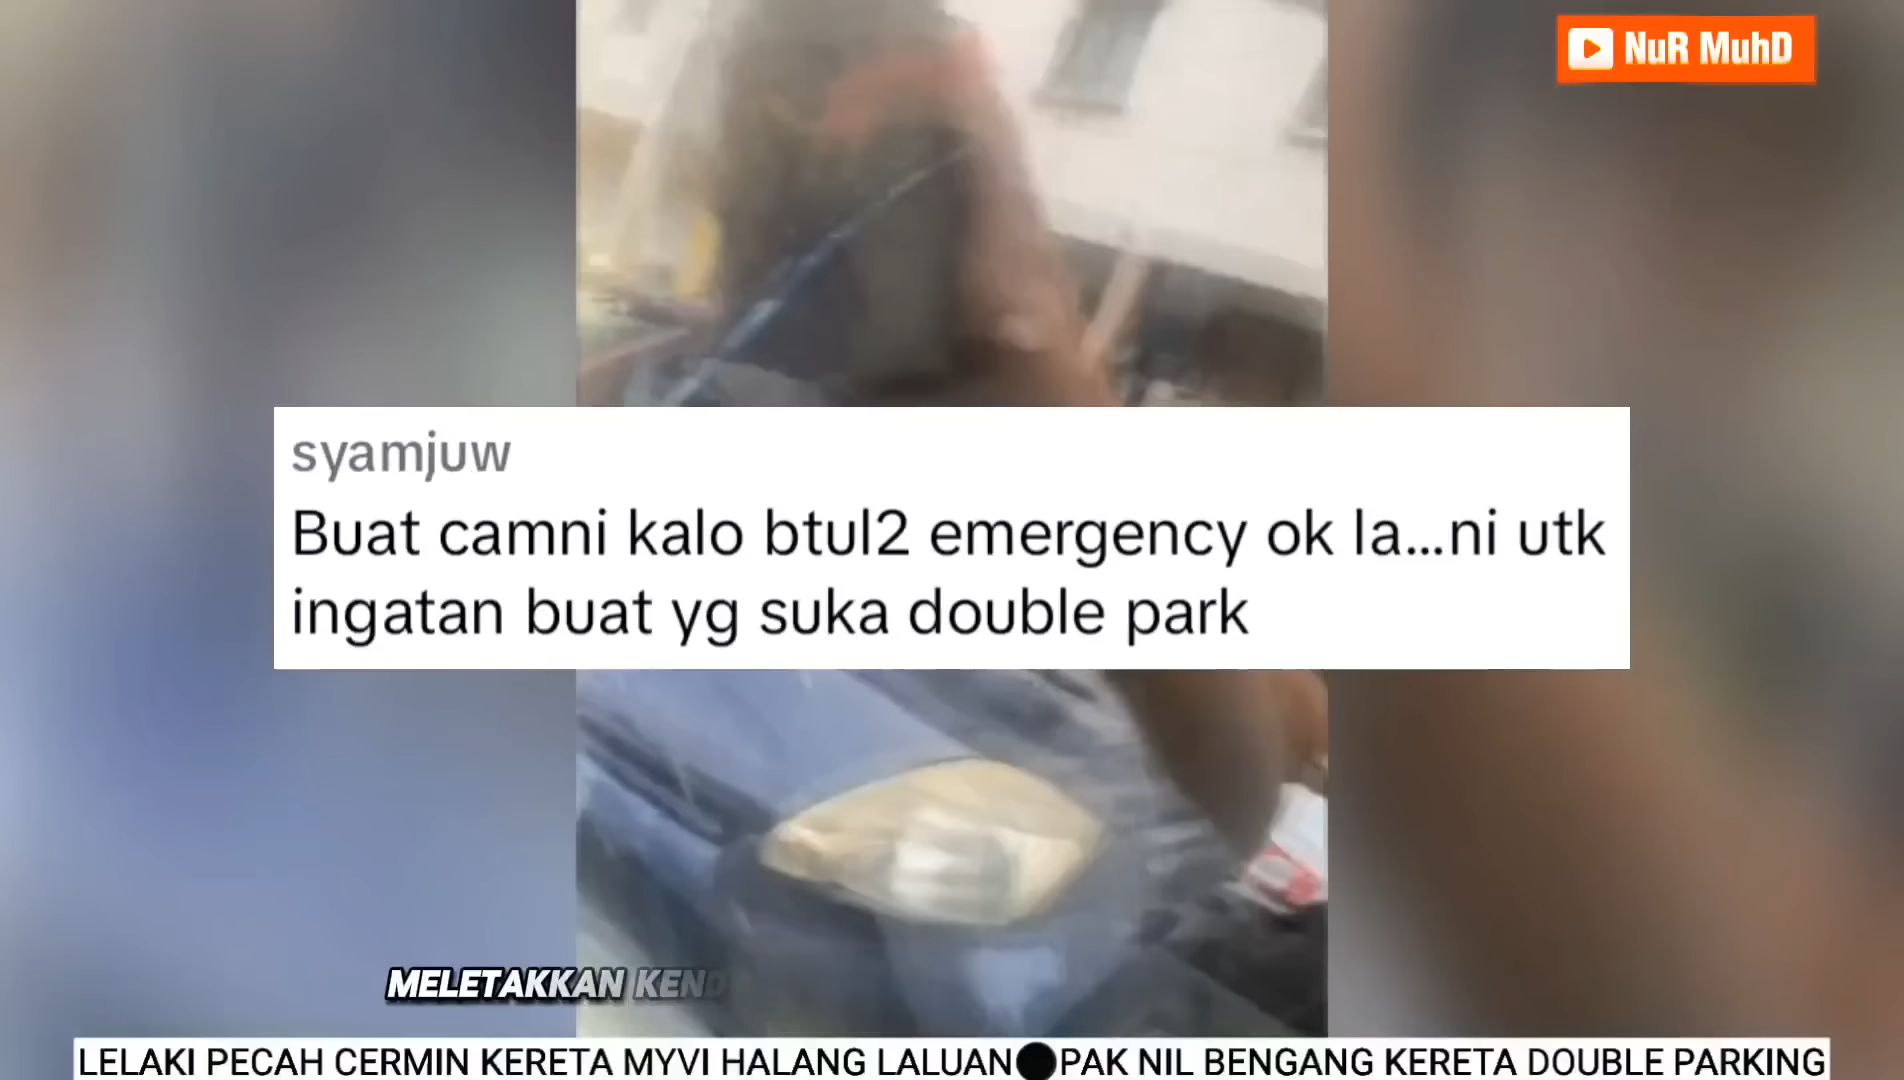 NuR MuhD
syamjuw
Buat camni kalo btul2 emergency ok la...ni utk
ingatan buat yg suka double park
MELETAKKAN KEND
LELAKI PECAH CERMIN KERETA MYVI HALANG LALUAN●PAK NIL BENGANG KERETA DOUBLE PARKING